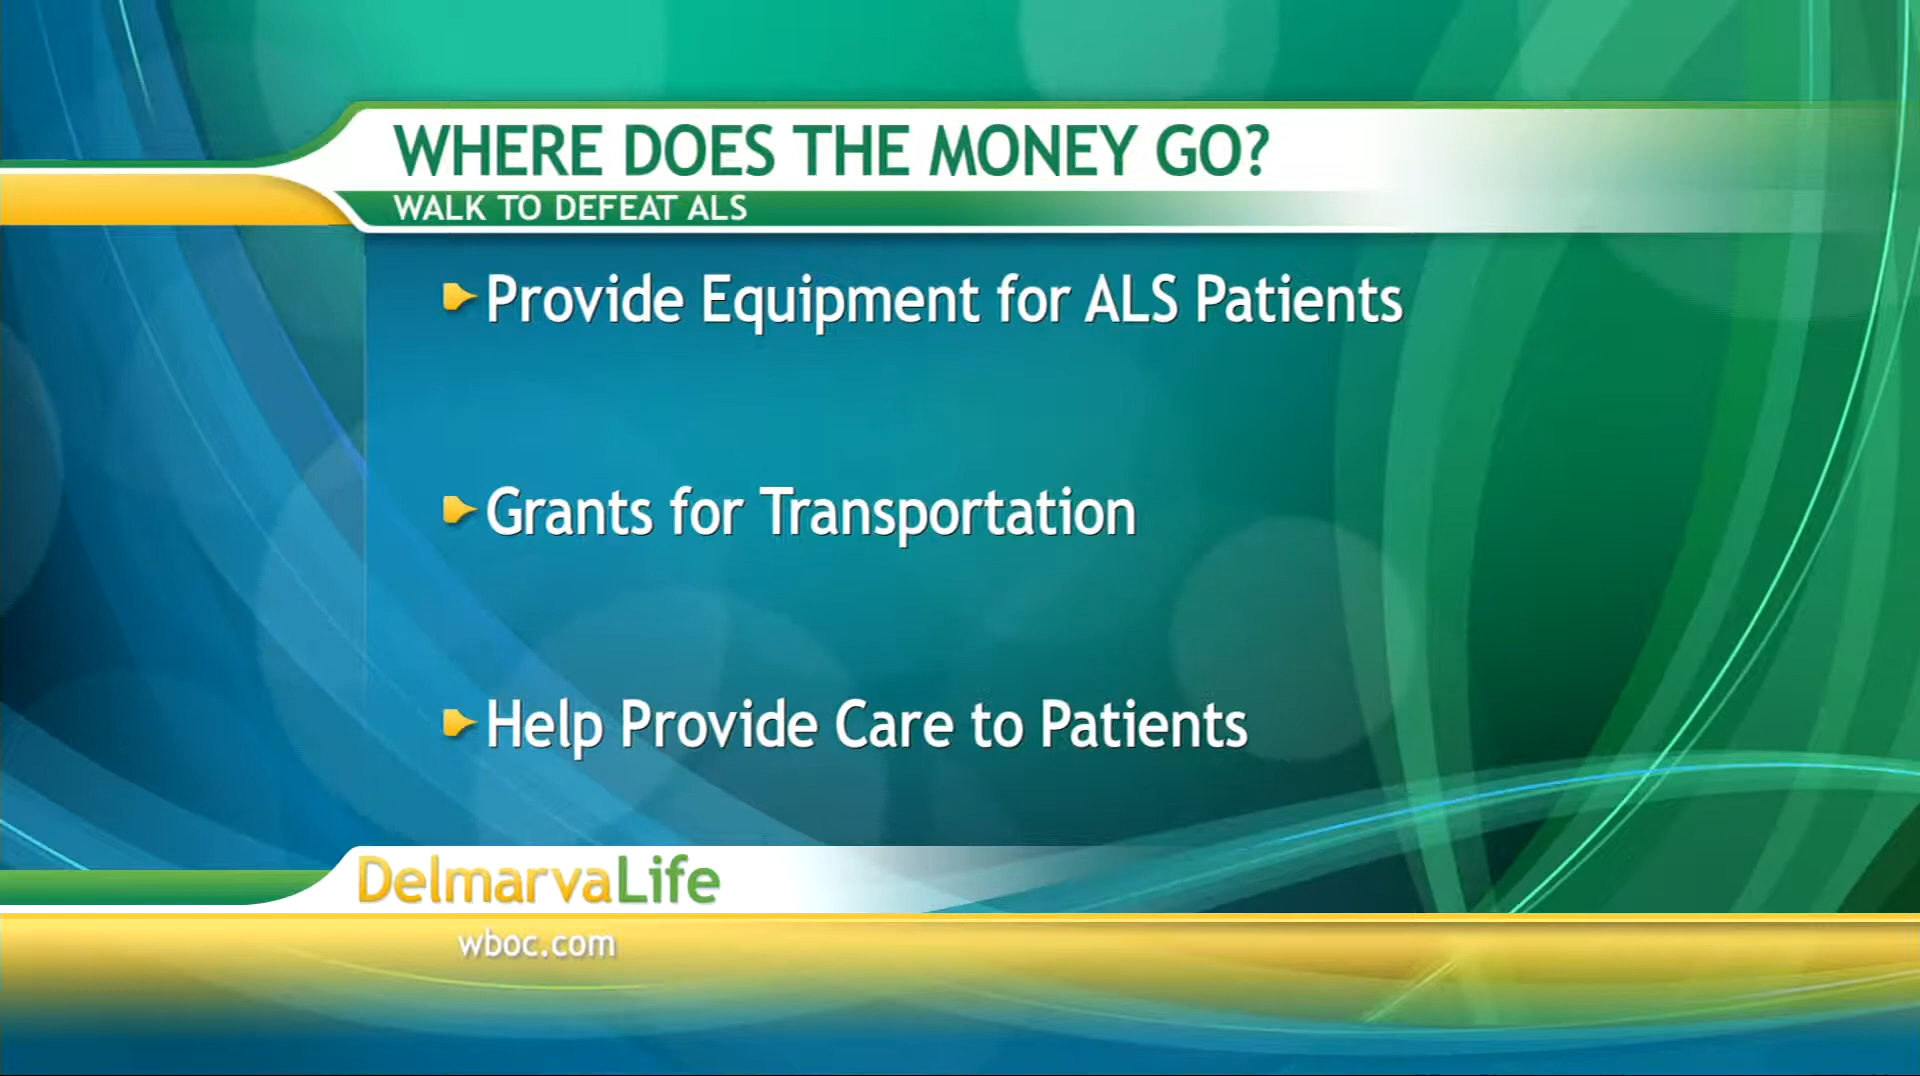 WHERE DOES THE MONEY GO?
WALK TO DEFEAT ALS
Provide Equipment for ALS Patients
Grants for Transportation
Help Provide Care to Patients
DelmarvaLife
wboc.com